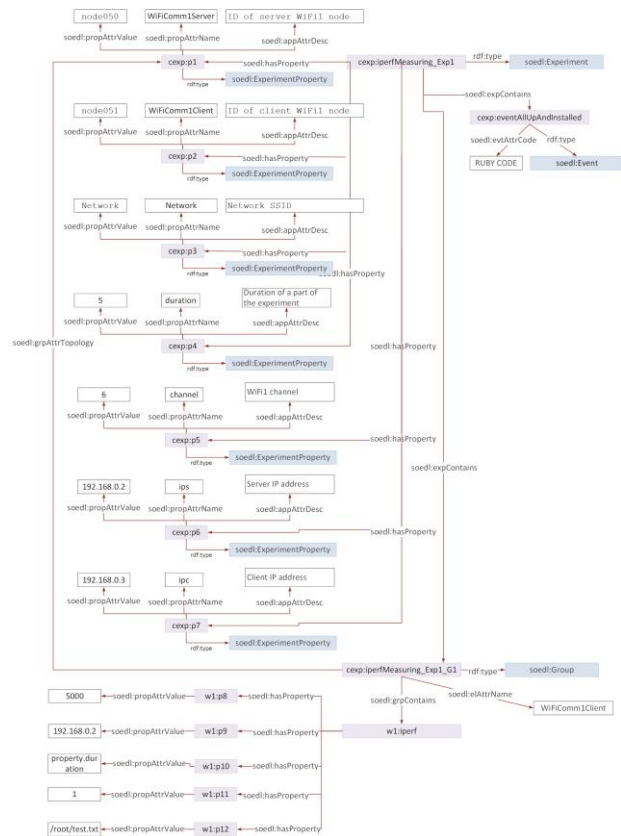 node050 WiFiComm1Server ID of server WiFi1 node
soedl:propAttrValue soedl:propAttrName soedl:appAttrDesc
cexp:p1 soedl:hasProperty cexp:iperfMeasuring_Exp1 rdf:type soedl:Experiment
rdf:type soedl:ExperimentProperty
soedl:expContains
cexp:eventAllUpAndInstalled
node051 WiFiComm1Client ID of client WiFi1 node
soedl:propAttrValue soedl:propAttrName soedl:appAttrDesc
soedl:evtAttrCode rdf:type
cexp:p2 soedl:hasProperty
RUBY CODE soedl:Event
rdf:type soedl:ExperimentProperty
Network Network Network SSID
soedl:propAttrValue soedl:propAttrName soedl:appAttrDesc
cexp:p3 soedl:hasProperty
rdf:type soedl:ExperimentProperty
soedl:hasProperty
5 duration Duration of a part of
the experiment
soedl:propAttrValue soedl:propAttrName soedl:appAttrDesc
soedl:grpAttrTopology cexp:p4 soedl:hasProperty
rdf:type soedl:ExperimentProperty
6 channel WiFi1 channel
soedl:propAttrValue soedl:propAttrName soedl:appAttrDesc
cexp:p5 soedl:hasProperty
rdf:type soedl:ExperimentProperty
soedl:expContains
192.168.0.2 ips Server IP address
soedl:propAttrValue soedl:propAttrName soedl:appAttrDesc
cexp:p6 soedl:hasProperty
rdf:type soedl:ExperimentProperty
192.168.0.3 ipc Client IP address
soedl:propAttrValue soedl:propAttrName soedl:appAttrDesc
cexp:p7
rdf:type soedl:ExperimentProperty
cexp:iperfMeasuring_Exp1_G1 rdf:type soedl:Group
5000 soedl:propAttrValue w1:p8 soedl:hasProperty
soedl:grpContains soedl:elAttrName
WiFiComm1Client
192.168.0.2 soedl:propAttrValue w1:p9 soedl:hasProperty w1:iperf
property.du
ration soedl:propAttrValue w1:p10 soedl:hasProperty
1 soedl:propAttrValue w1:p11 soedl:hasProperty
/root/test.txt soedl:propAttrValue w1:p12 soedl:hasProperty